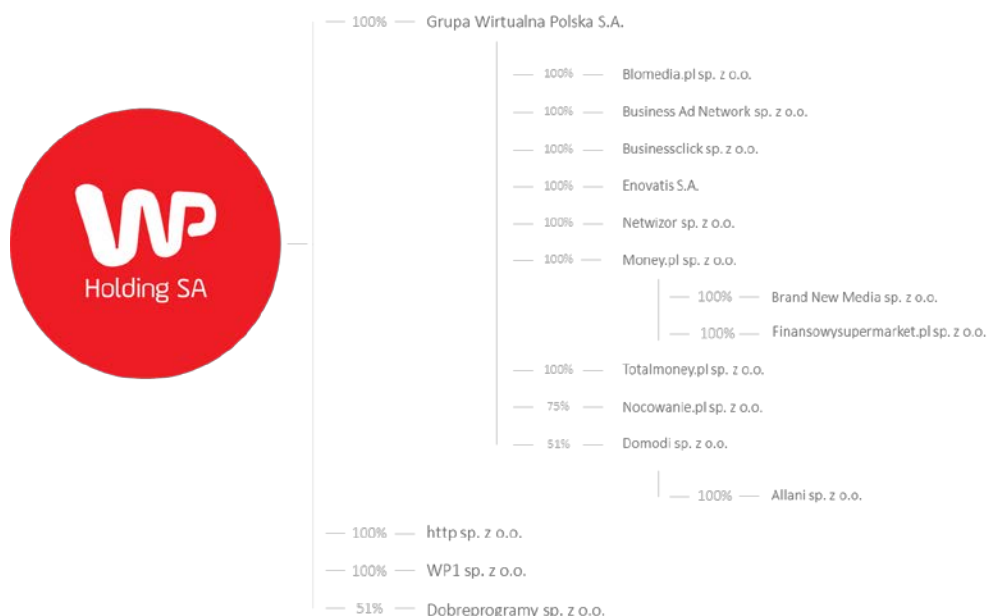 100% Grupa Wirtualna Polska S.A.
100% Blomedia.pl sp. z o.o.
100% Business Ad Network sp. z o.o.
100% Businessclick sp. z o.o.
100% Enovatis S.A.
100% Netwizor sp. z o.o.
100% Money.pl sp. z o.o.
100% Brand New Media sp. z o.o.
100% Finansowysupermarket.pl sp. z o.o.
100% Totalmoney.pl sp. z o.o.
75% Nocowanie.pl sp. z o.o.
51% Domodi sp. z o.o.
100% Allani sp. z o.o.
WP
Holding SA
100% http sp. z o.o.
100% WP1 sp. z o.o.
51% Dobreprogramy sp. z o.o.